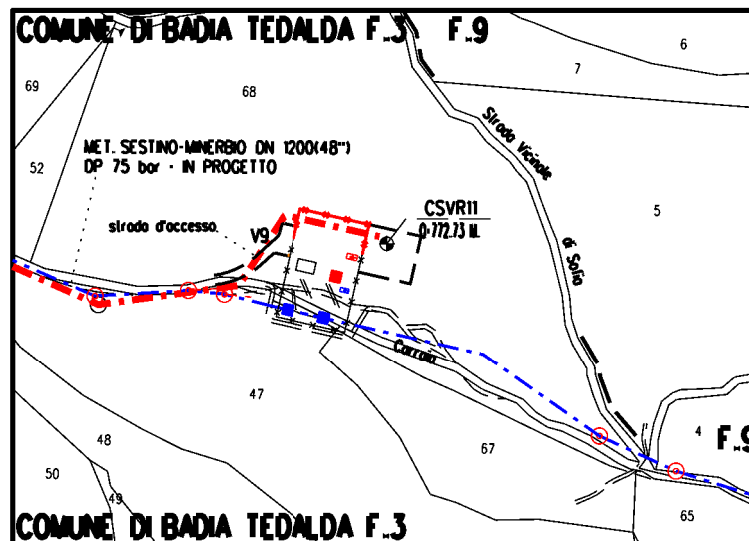 COMUNE DI BADIA TEDALDA F.3 F.9
6
7
69
68
Strada Vicinale
di Sofio
MET. SESTINO-MINERBIO DN 1200(48")
DP 75 bar - IN PROGETTO
52
CSVR11
Q=772.73 M.
5
strada d'accesso
V9
Carraia
47
4
F.9
67
48
50
49
65
COMUNE DI BADIA TEDALDA F.3